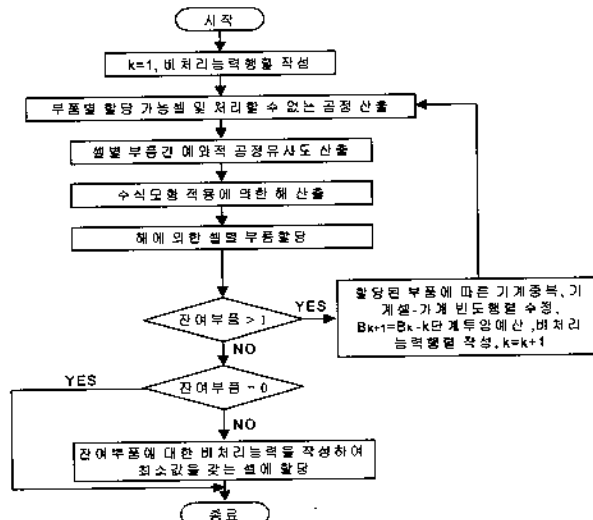 시작
k=1, 비처리능력행렬 작성
부품별 할당 가능셀 및 처리할 수 없는 공정 산출
셀별 부품간 예외적 공정유사도 산출
수식모형 적용에 의한 해 산출
해에 의한 셀별 부품할당
잔여부품 > 1
YES
할당된 부품에 따른 기계중복, 기
계셀-기계 빈도행렬 수정,
Bk+1=Bk-k단계투입예산, 비처리
능력행렬 작성, k=k+1
NO
잔여부품 = 0
YES
NO
잔여부품에 대한 비처리능력을 작성하여
최소값을 갖는 셀에 할당
종료